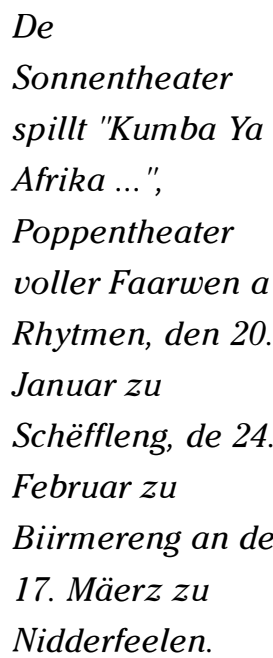 De
Sonnentheater
spillt "Kumba Ya
Afrika ...",
Poppentheater
voller Faarwen a
Rhytmen, den 20.
Januar zu
Schëffleng, de 24.
Februar zu
Biirmereng an de
17. Mäerz zu
Nidderfeelen.